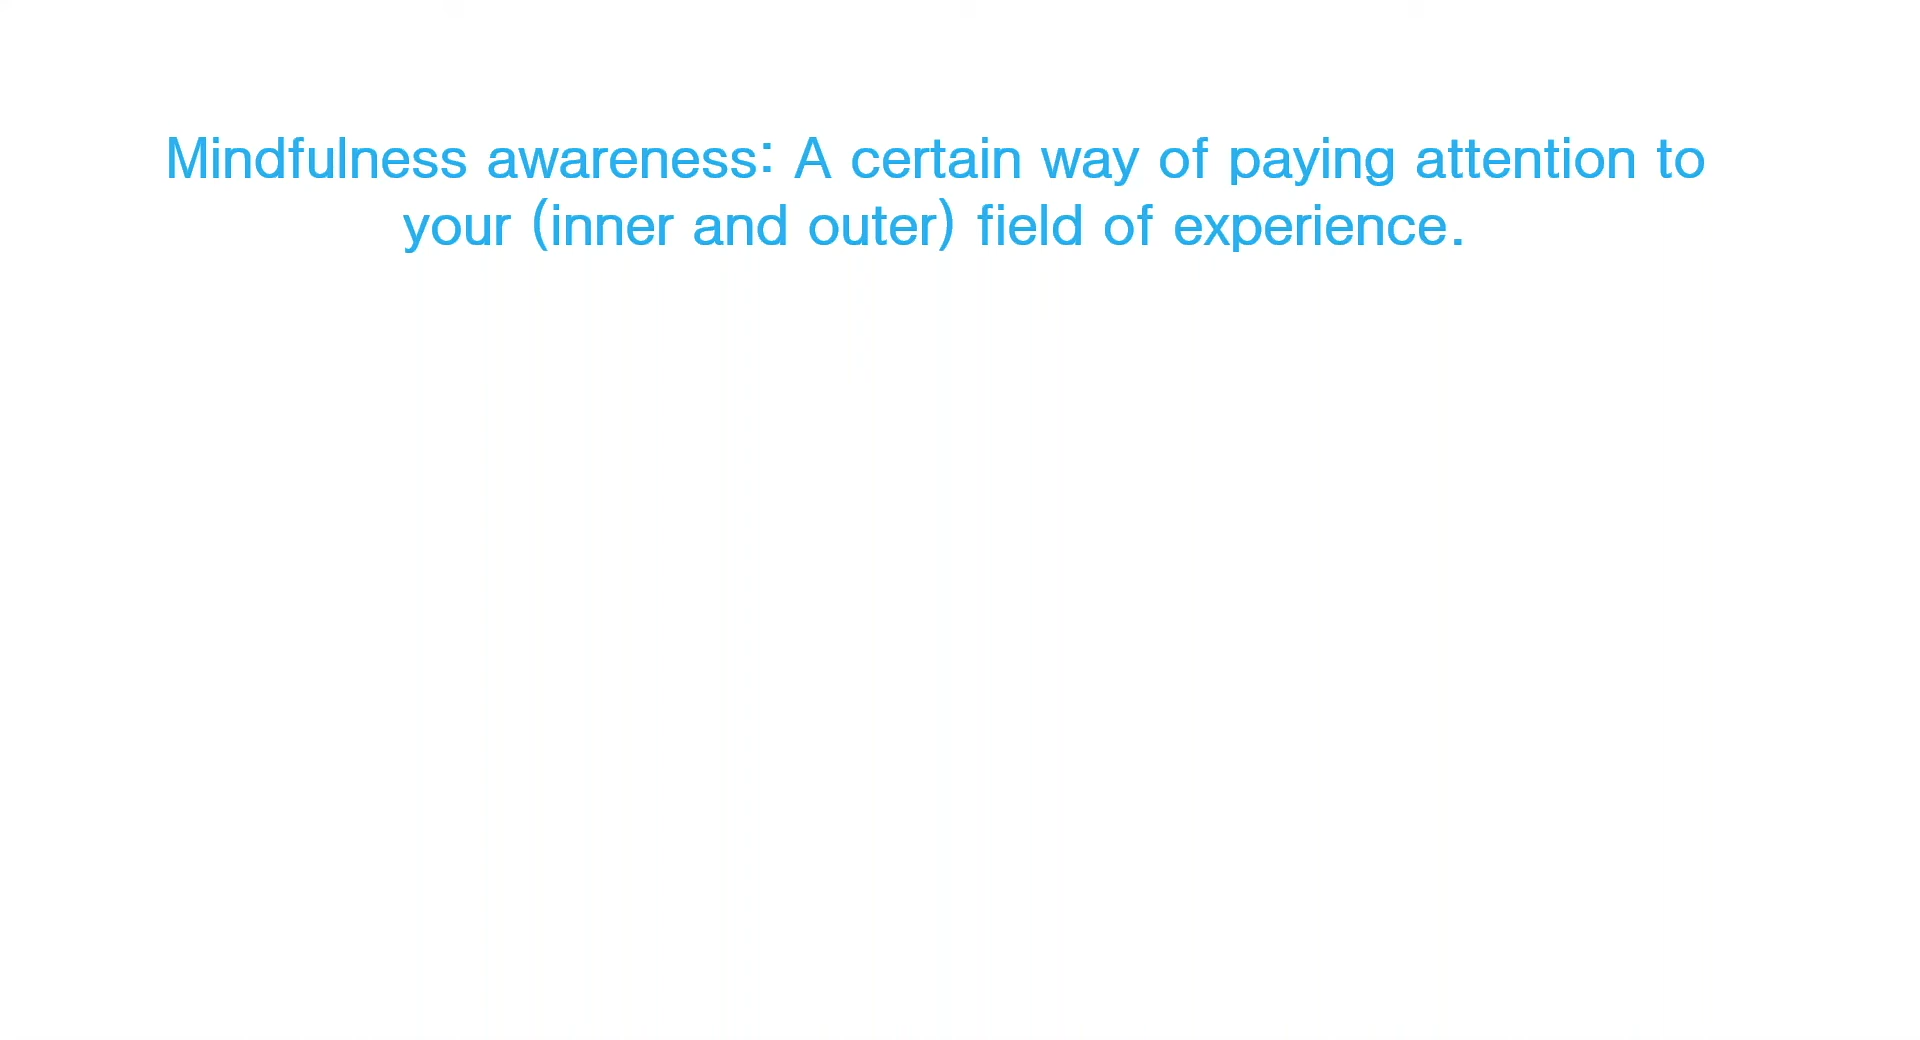 Mindfulness awareness: A certain way of paying attention to
your (inner and outer) field of experience.